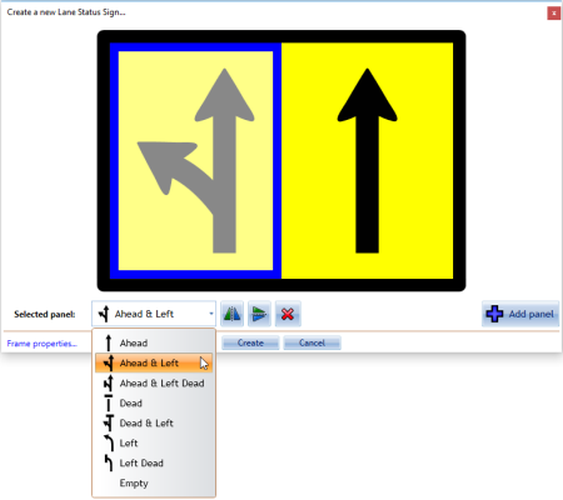 Create a new Lane Status Sign...
x
Selected panel:
Ahead & Left
Add panel
Frame properties...
Create
Cancel
Ahead
Ahead & Left
Ahead & Left Dead
Dead
Dead & Left
Left
Left Dead
Empty